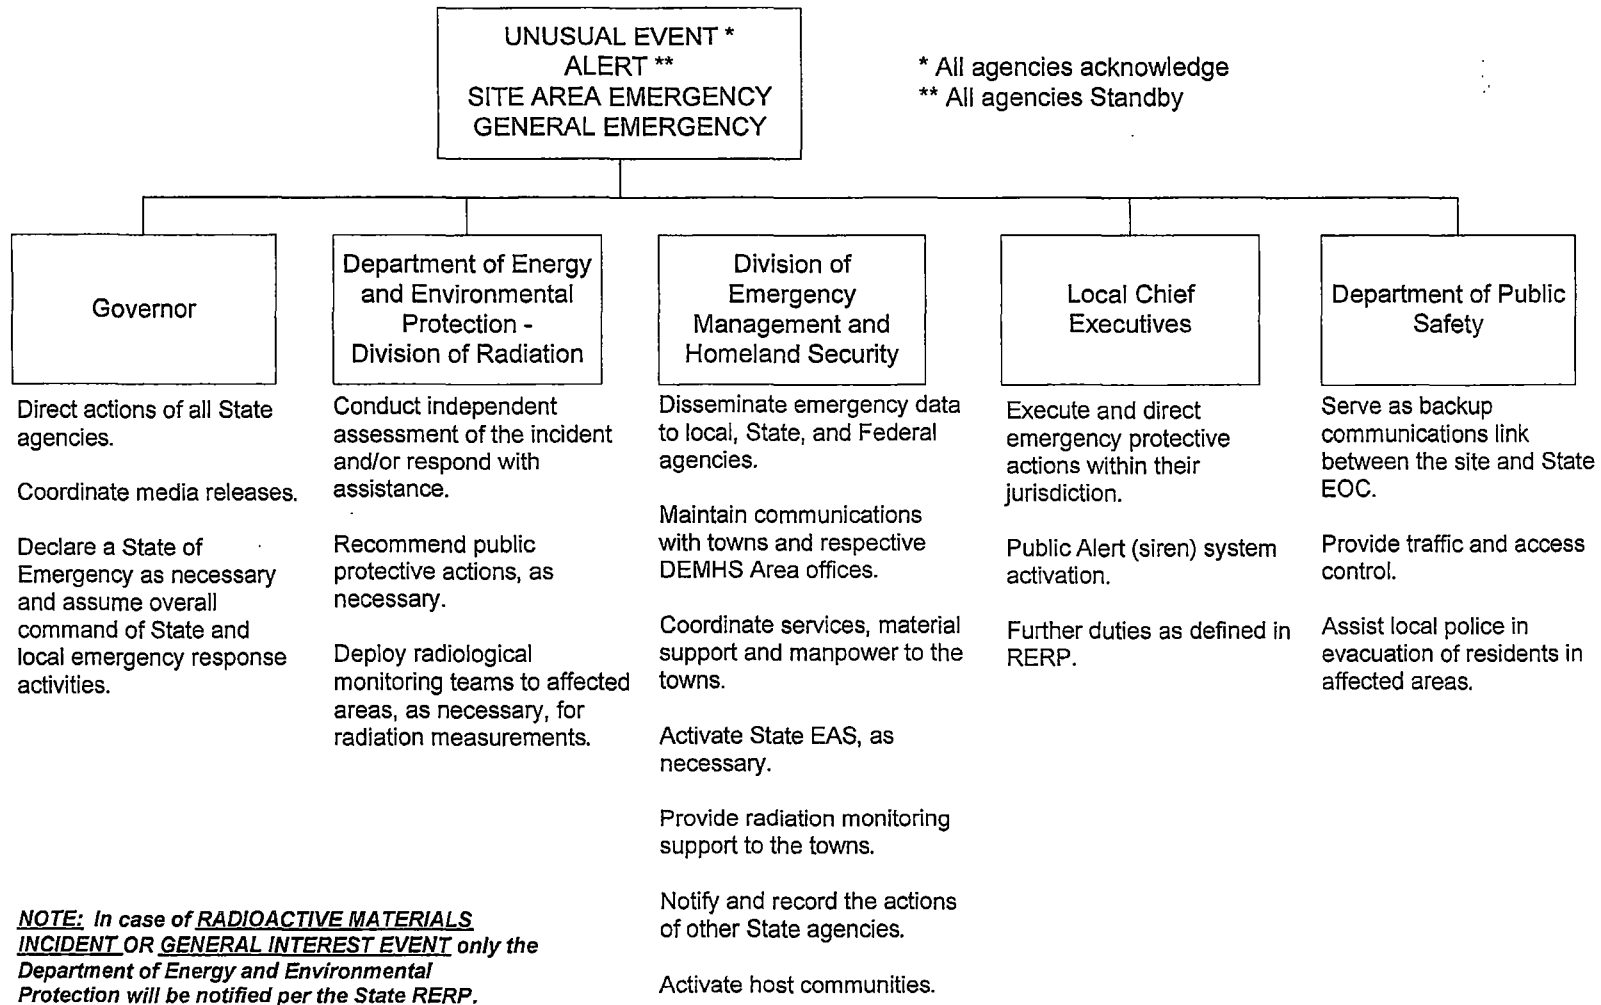 UNUSUAL EVENT *
ALERT **
SITE AREA EMERGENCY
GENERAL EMERGENCY
* All agencies acknowledge
** All agencies Standby
Governor
Direct actions of all State
agencies.
Coordinate media releases.
Declare a State of
Emergency as necessary
and assume overall
command of State and
local emergency response
activities.
Department of Energy
and Environmental
Protection -
Division of Radiation
Conduct independent
assessment of the incident
and/or respond with
assistance.
Recommend public
protective actions, as
necessary.
Deploy radiological
monitoring teams to affected
areas, as necessary, for
radiation measurements.
Division of
Emergency
Management and
Homeland Security
Disseminate emergency data
to local, State, and Federal
agencies.
Maintain communications
with towns and respective
DEMHS Area offices.
Coordinate services, material
support and manpower to the
towns.
Activate State EAS, as
necessary.
Provide radiation monitoring
support to the towns.
Notify and record the actions
of other State agencies.
Activate host communities.
Local Chief
Executives
Execute and direct
emergency protective
actions within their
jurisdiction.
Public Alert (siren) system
activation.
Further duties as defined in
RERP.
Department of Public
Safety
Serve as backup
communications link
between the site and State
EOC.
Provide traffic and access
control.
Assist local police in
evacuation of residents in
affected areas.
NOTE: In case of RADIOACTIVE MATERIALS
INCIDENT OR GENERAL INTEREST EVENT only the
Department of Energy and Environmental
Protection will be notified per the State RERP.